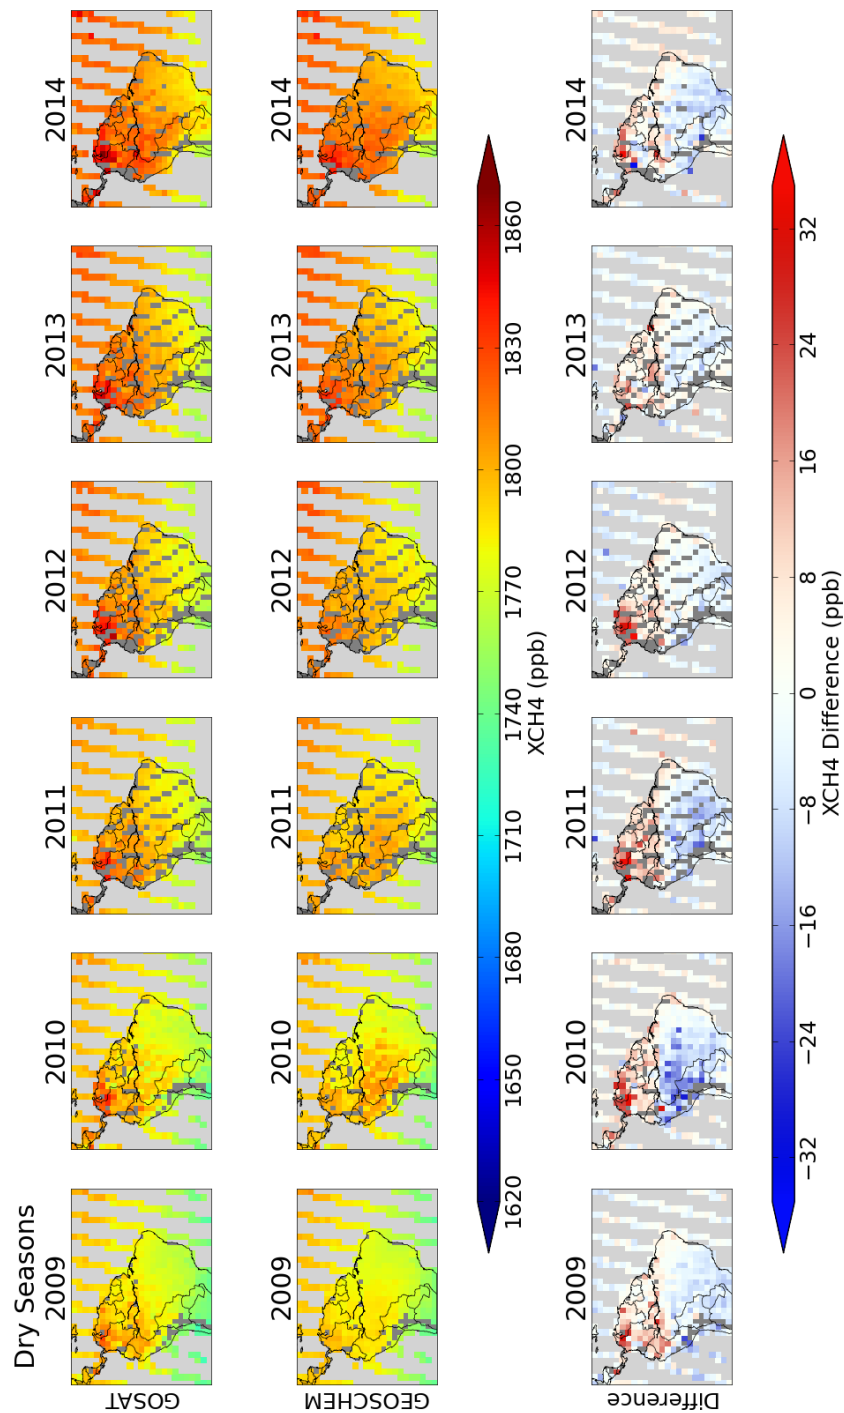 Dry Seasons
2009 2010 2011 2012 2013 2014
GOSAT
2009 2010 2011 2012 2013 2014
GEOSCHEM
1620 1650 1680 1710 1740 1770 1800 1830 1860
XCH4 (ppb)
2009 2010 2011 2012 2013 2014
Difference
−32 −24 −16 −8 0 8 16 24 32
XCH4 Difference (ppb)